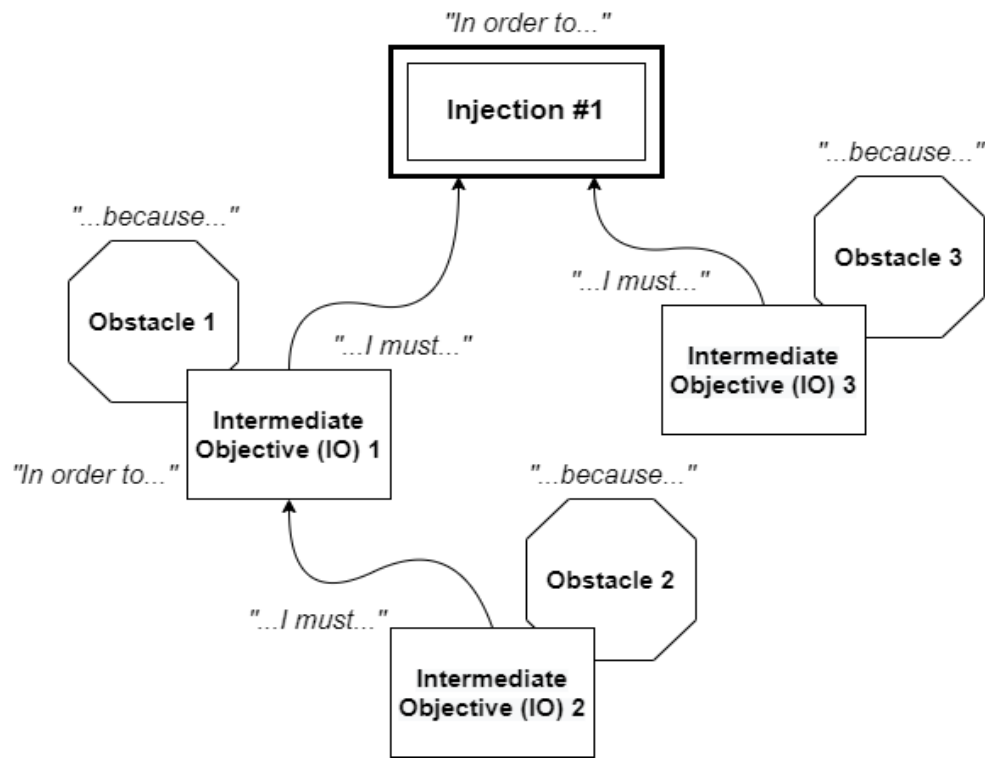 "In order to..."
Injection #1
"...because..."
Obstacle 3
"...because..."
"...I must..."
Obstacle 1
"...I must..."
Intermediate
Objective (IO) 3
Intermediate
Objective (IO) 1
"In order to..."
"...because..."
Obstacle 2
"...I must..."
Intermediate
Objective (IO) 2